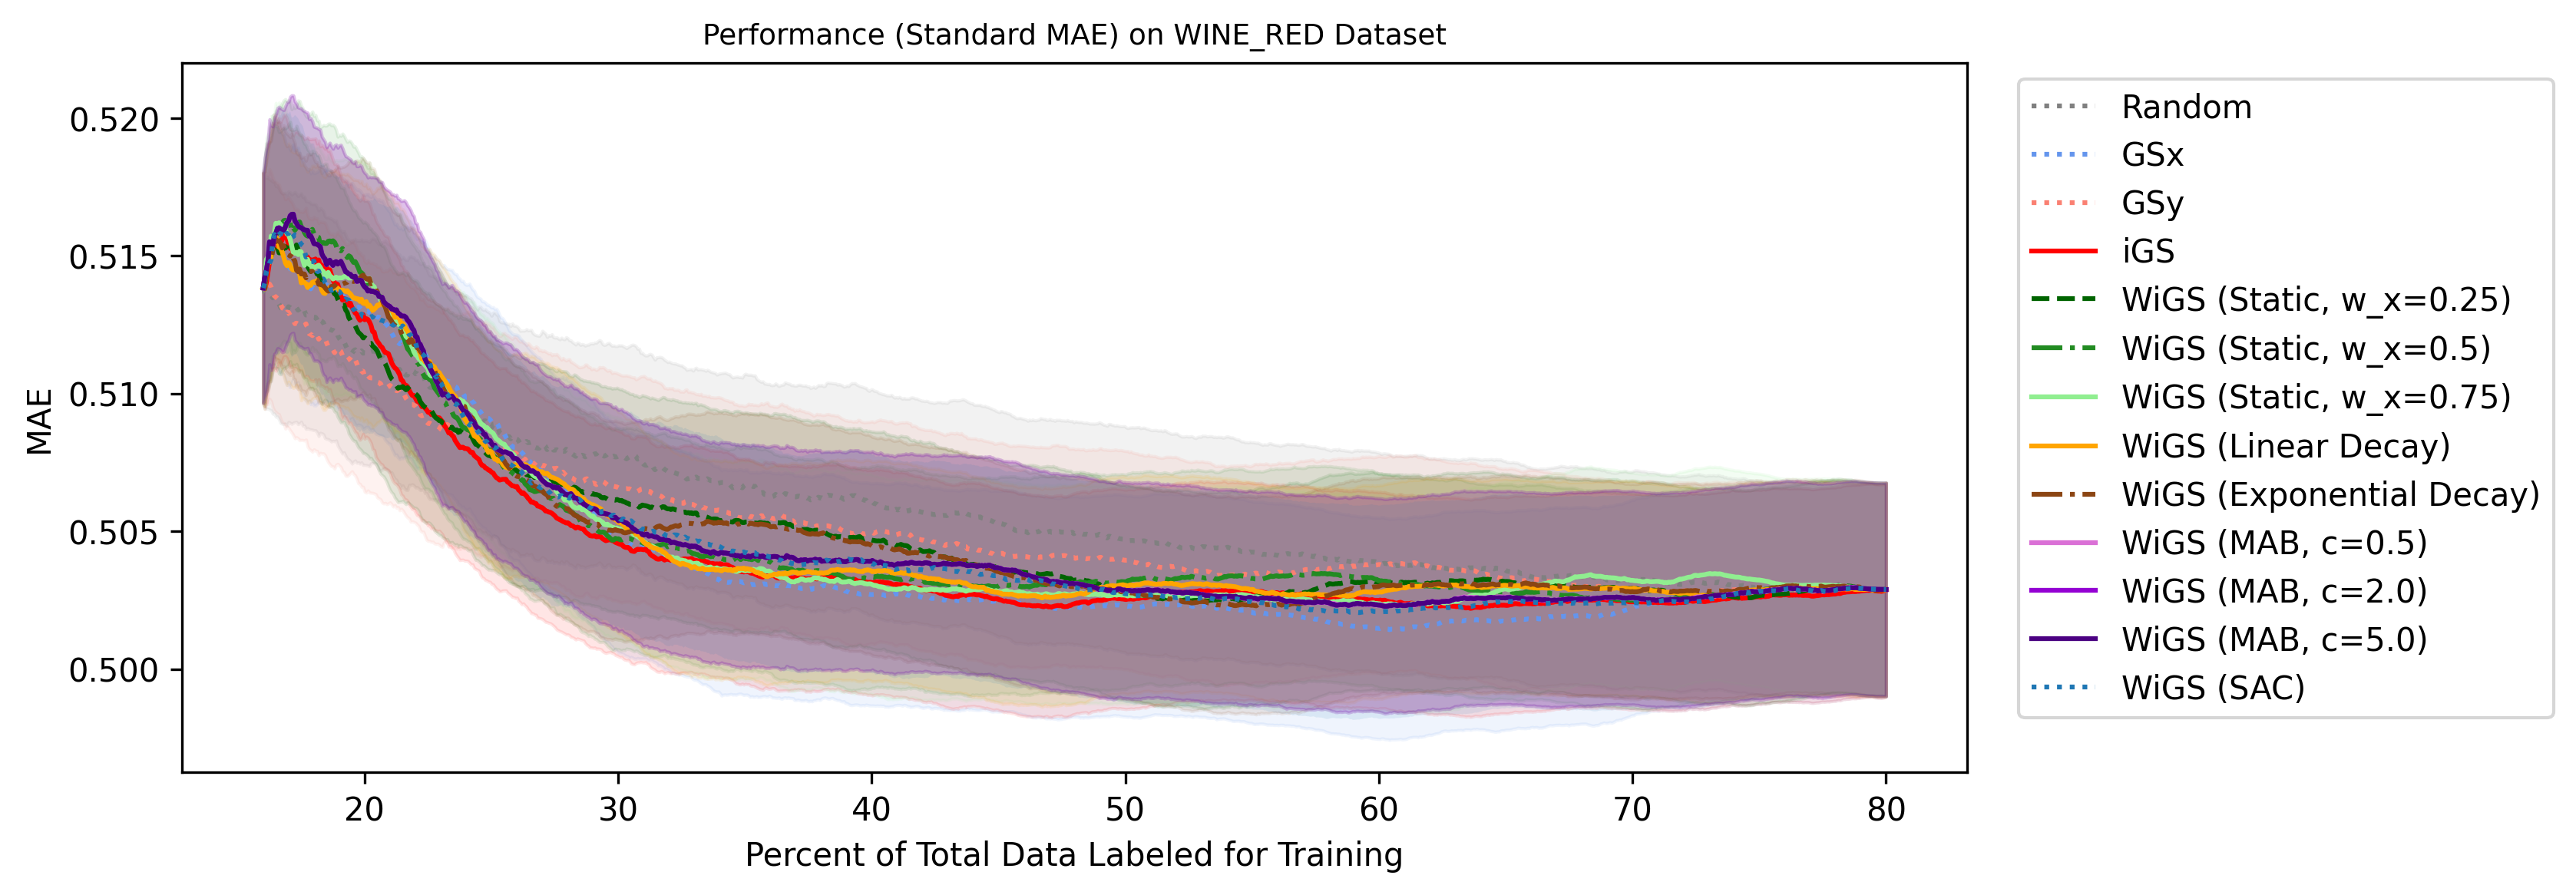 Performance (Standard MAE) on WINE_RED Dataset
0.520
0.515
0.510
0.505
0.500
MAE
20
30
40
50
60
70
80
Percent of Total Data Labeled for Training
Random
GSx
GSy
iGS
WiGS (Static, w_x=0.25)
WiGS (Static, w_x=0.5)
WiGS (Static, w_x=0.75)
WiGS (Linear Decay)
WiGS (Exponential Decay)
WiGS (MAB, c=0.5)
WiGS (MAB, c=2.0)
WiGS (MAB, c=5.0)
WiGS (SAC)